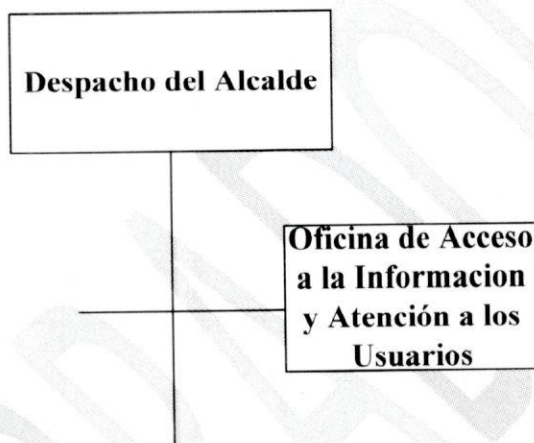 Despacho del Alcalde
Oficina de Acceso
a la Informacion
y Atención a los
Usuarios